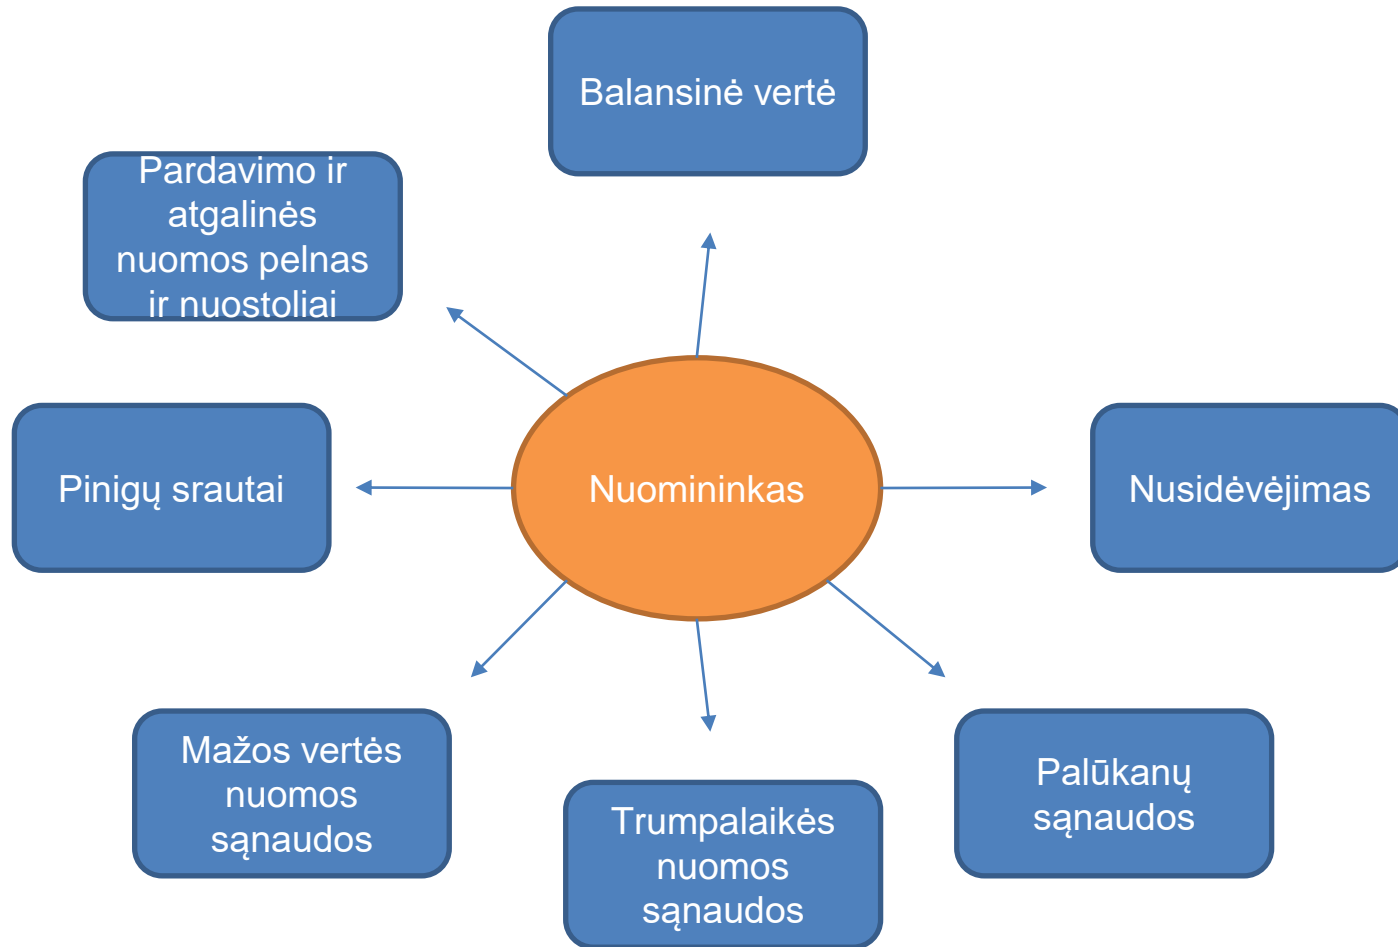 Balansinė vertė
Pardavimo ir
atgalinės
nuomos pelnas
ir nuostoliai
Pinigų srautai
Nuomininkas
Nusidėvėjimas
Mažos vertės
nuomos
sąnaudos
Trumpalaikės
nuomos
sąnaudos
Palūkanų
sąnaudos